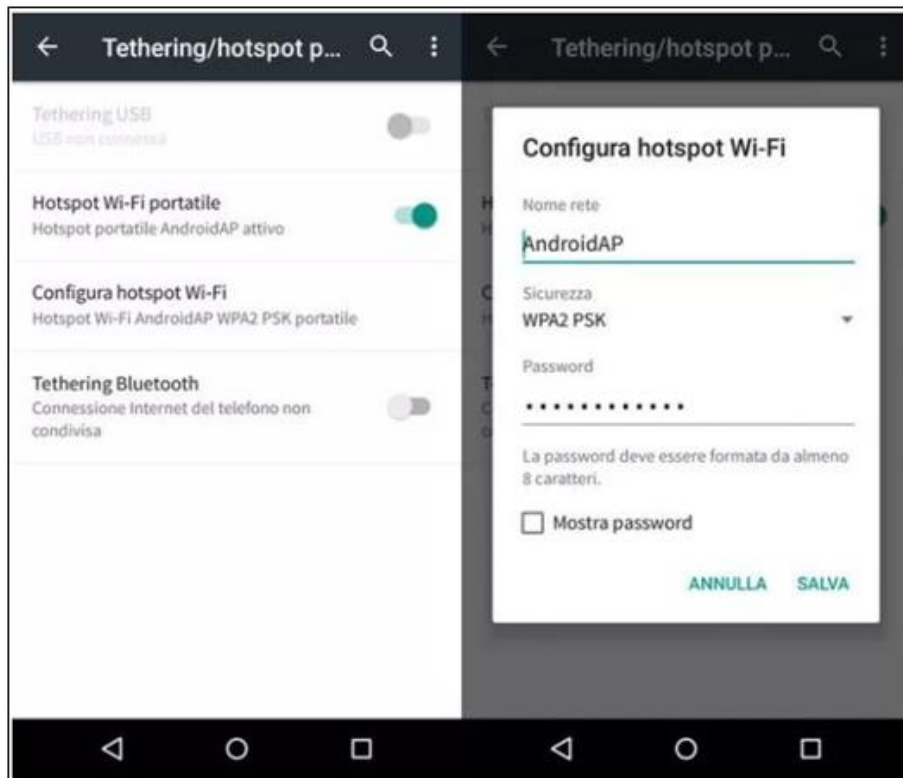 Tethering/hotspot p...
Tethering USB
USB non connessa
Hotspot Wi-Fi portatile
Hotspot portatile AndroidAP attivo
Configura hotspot Wi-Fi
Hotspot Wi-Fi AndroidAP WPA2 PSK portatile
Tethering Bluetooth
Connessione Internet del telefono non
condivisa
Tethering/hotspot p...
Configura hotspot Wi-Fi
Nome rete
AndroidAP
Sicurezza
WPA2 PSK
Password
••••••••••••
La password deve essere formata da almeno
8 caratteri.
Mostra password
ANNULLA SALVA